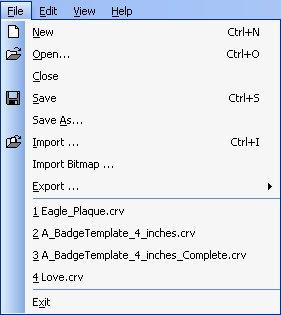 File Edit View Help
New Ctrl+N
Open... Ctrl+O
Close
Save Ctrl+S
Save As...
Import ... Ctrl+I
Import Bitmap ...
Export ...
1 Eagle_Plaque.crv
2 A_BadgeTemplate_4_inches.crv
3 A_BadgeTemplate_4_inches_Complete.crv
4 Love.crv
Exit